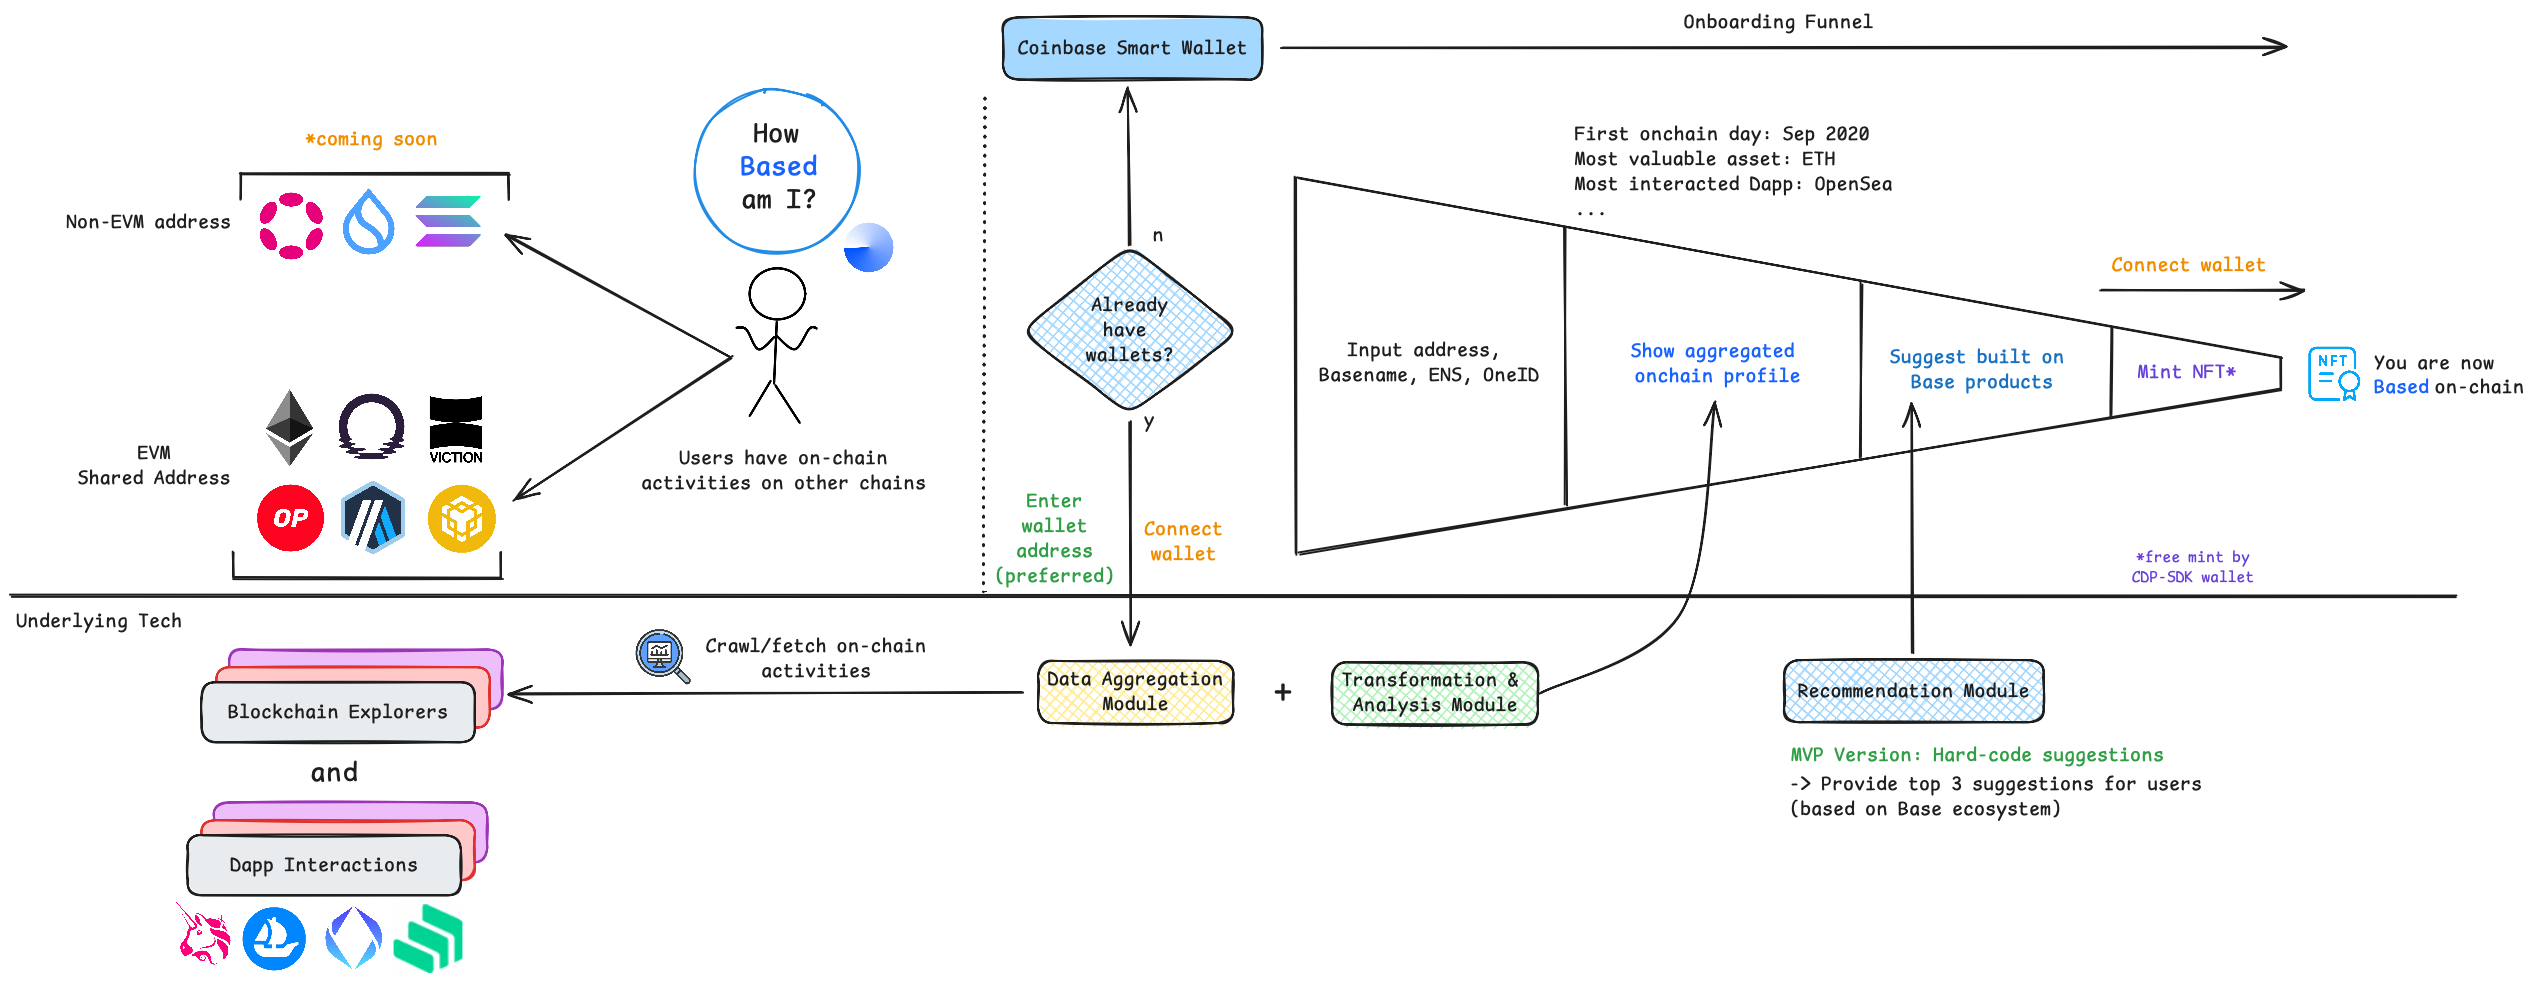 Coinbase Smart Wallet
Onboarding Funnel
*coming soon
Non-EVM address
How
Based
am I?
EVM
Shared Address
VICTION
OP
Users have on-chain
activities on other chains
n
Already
have
wallets?
y
Enter
wallet
address
(preferred)
Connect
wallet
First onchain day: Sep 2020
Most valuable asset: ETH
Most interacted Dapp: OpenSea
...
Input address,
Basename, ENS, OneID
Show aggregated
onchain profile
Suggest built on
Base products
Mint NFT*
Connect wallet
NFT
You are now
Based on-chain
*free mint by
CDP-SDK wallet
Underlying Tech
Crawl/fetch on-chain
activities
Blockchain Explorers
and
Dapp Interactions
Data Aggregation
Module
+
Transformation &
Analysis Module
Recommendation Module
MVP Version: Hard-code suggestions
-> Provide top 3 suggestions for users
(based on Base ecosystem)